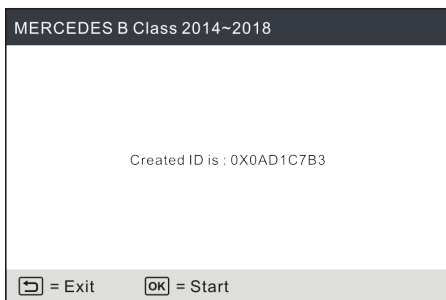 MERCEDES B Class 2014~2018
Created ID is : 0X0AD1C7B3
= Exit OK = Start